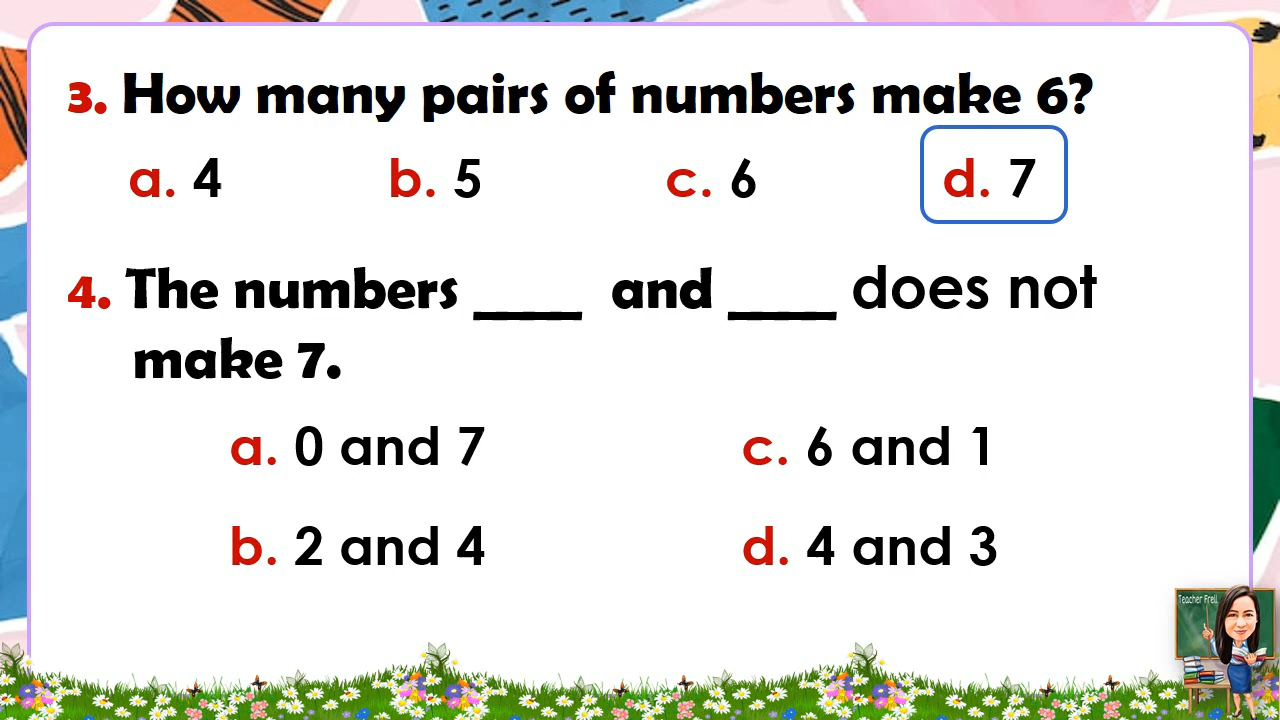 3. How many pairs of numbers make 6?
a. 4 b. 5 c. 6 d. 7
4. The numbers ____ and ____ does not
make 7.
a. 0 and 7 c. 6 and 1
b. 2 and 4 d. 4 and 3
Teacher Frell